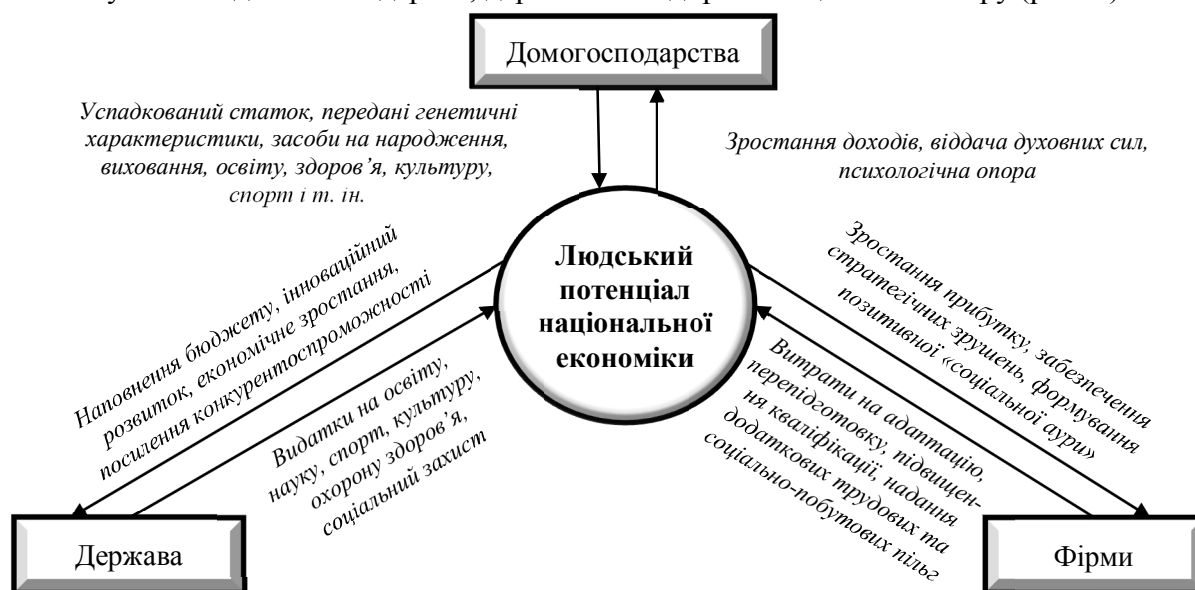 Домогосподарства
Успадкований статок, передані генетичні
характеристики, засоби на народження,
виховання, освіту, здоров’я, культуру,
спорт і т. ін.
Зростання доходів, віддача духовних сил,
психологічна опора
Людський
потенціал
національної
економіки
Наповнення бюджету, інноваційний
розвиток, економічне зростання,
посилення конкурентоспроможності
Видатки на освіту,
науку, спорт, культуру,
охорону здоров’я,
соціальний захист
Зростання прибутку, забезпечення
стратегічних зрушень, формування
позитивної «соціальної аури»
Витрати на адаптацію,
перепідготовку, підвищен-
ня кваліфікації, надання
додаткових трудових та
соціально-побутових пільг
Держава
Фірми